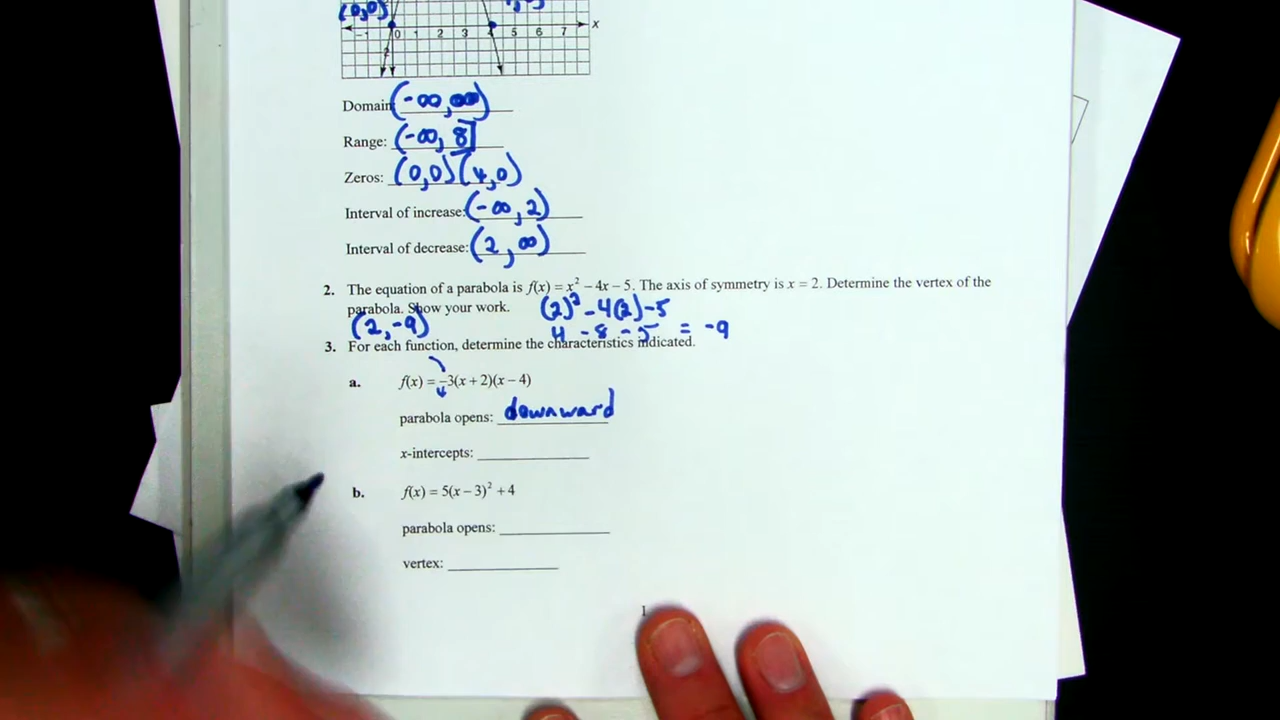 (0,0)
-1 0 1 2 3 4 5 6 7 x
2
Domain (-∞, ∞)
Range: (-∞, 8]
Zeros: (0,0) (4,0)
Interval of increase: (-∞, 2)
Interval of decrease: (2, ∞)
2. The equation of a parabola is f(x) = x² – 4x – 5. The axis of symmetry is x = 2. Determine the vertex of the
parabola. Show your work. (2)² - 4(2) - 5
(2, -9) 4 - 8 - 5 = -9
3. For each function, determine the characteristics indicated.
a. f(x) = –3(x + 2)(x – 4)
parabola opens: downward
x-intercepts:
b. f(x) = 5(x – 3)² + 4
parabola opens:
vertex:
1